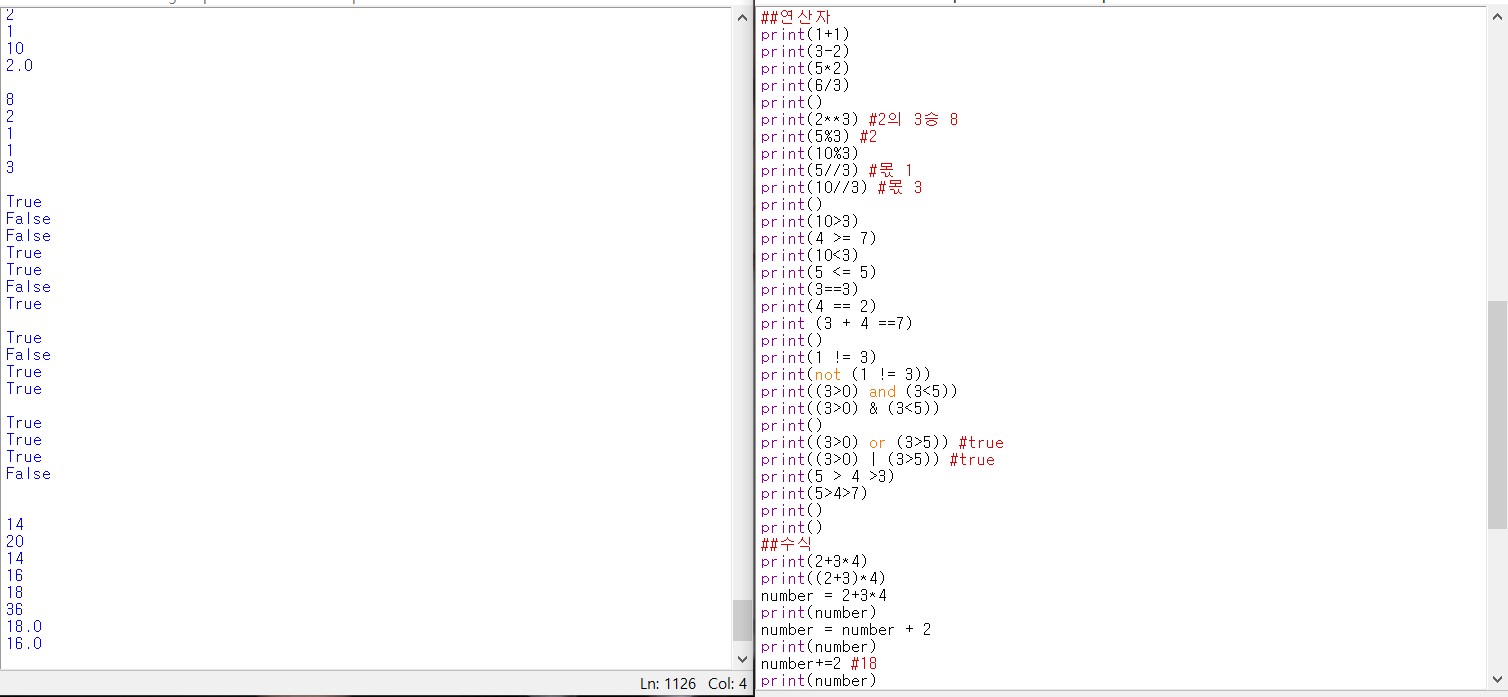 2
1
10
2.0
8
2
1
1
3
True
False
False
True
True
False
True
True
False
True
True
True
True
True
False
14
20
14
16
18
36
18.0
16.0
Ln: 1126 Col: 4
##연산자
print(1+1)
print(3-2)
print(5*2)
print(6/3)
print()
print(2**3) #2의 3승 8
print(5%3) #2
print(10%3)
print(5//3) #몫 1
print(10//3) #몫 3
print()
print(10>3)
print(4 >= 7)
print(10<3)
print(5 <= 5)
print(3==3)
print(4 == 2)
print (3 + 4 ==7)
print()
print(1 != 3)
print(not (1 != 3))
print((3>0) and (3<5))
print((3>0) & (3<5))
print()
print((3>0) or (3>5)) #true
print((3>0) | (3>5)) #true
print(5 > 4 >3)
print(5>4>7)
print()
print()
##수식
print(2+3*4)
print((2+3)*4)
number = 2+3*4
print(number)
number = number + 2
print(number)
number+=2 #18
print(number)